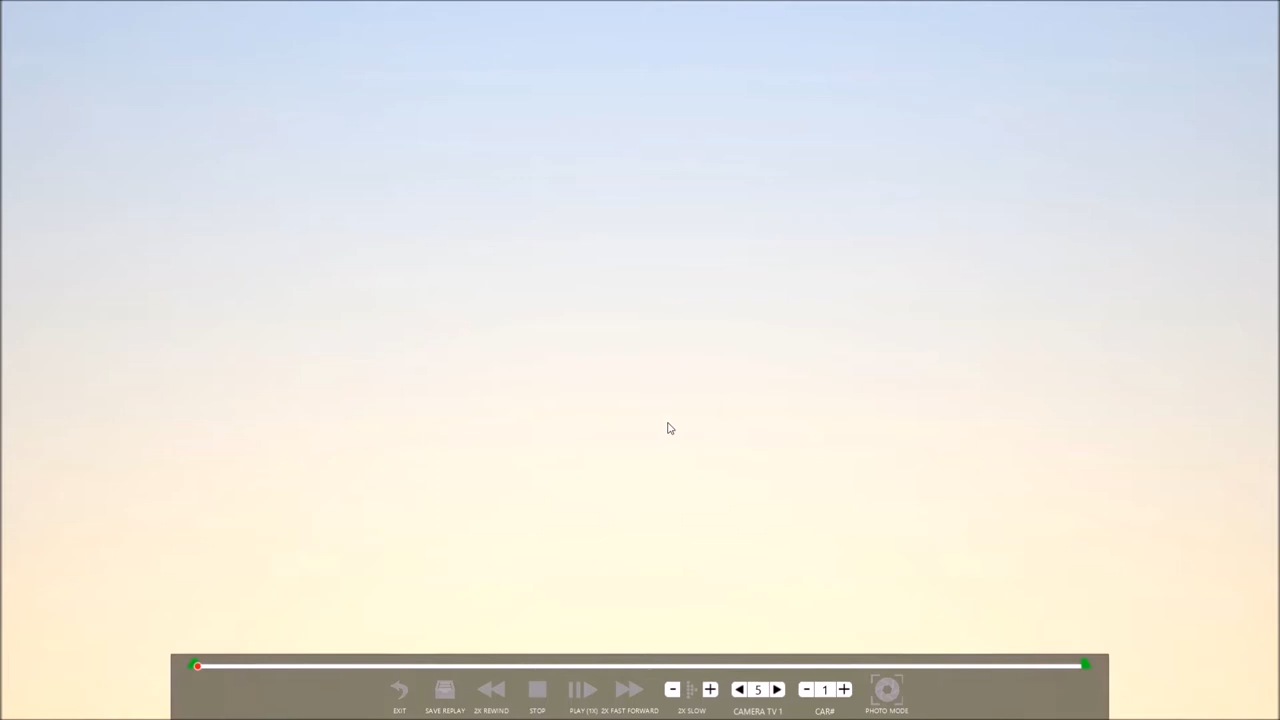 - + ◀ 5 ▶ - 1 +
EXIT SAVE REPLAY 2X REWIND STOP PLAY (1X) 2X FAST FORWARD 2X SLOW CAMERA TV 1 CAR# PHOTO MODE